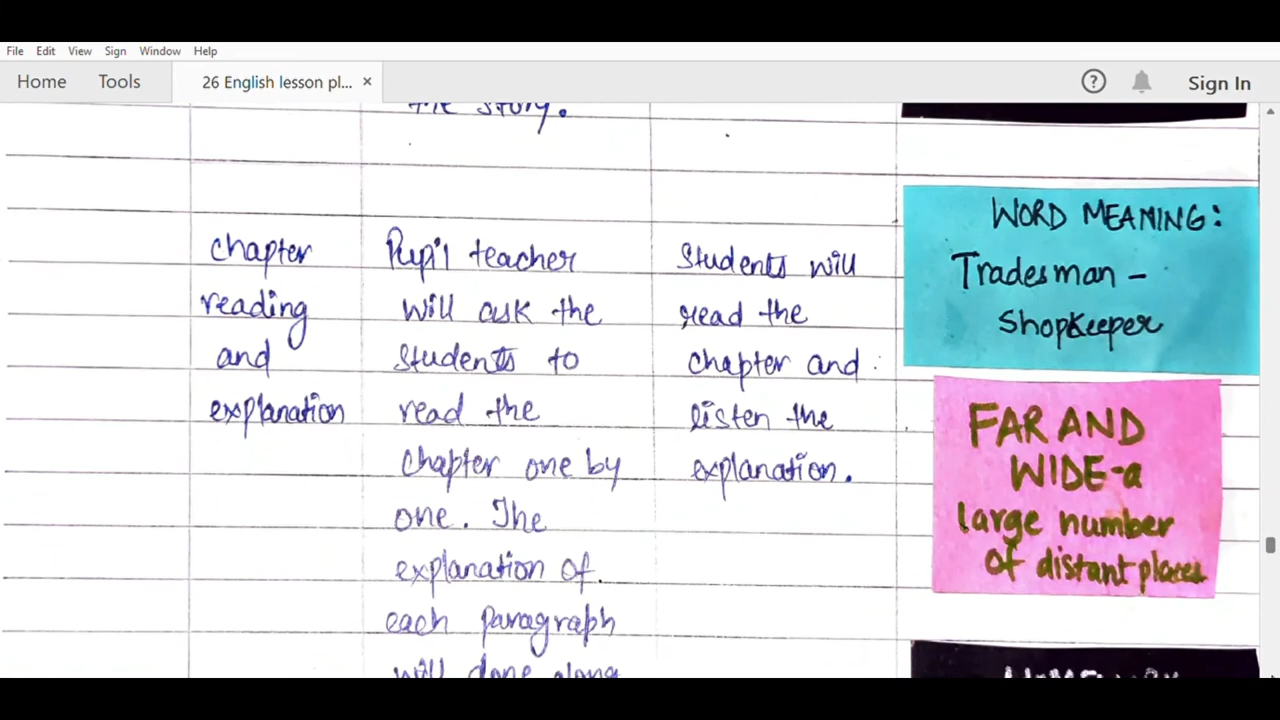 File Edit View Sign Window Help
Home Tools 26 English lesson pl... × Sign In
the story.
chapter
reading
and
explanation
Pupil teacher
will ask the
students to
read the
chapter one by
one. The
explanation of
each paragraph
will done along
Students will
read the
chapter and
listen the
explanation.
WORD MEANING:
Tradesman -
Shopkeeper
FAR AND
WIDE-a
large number
of distant places